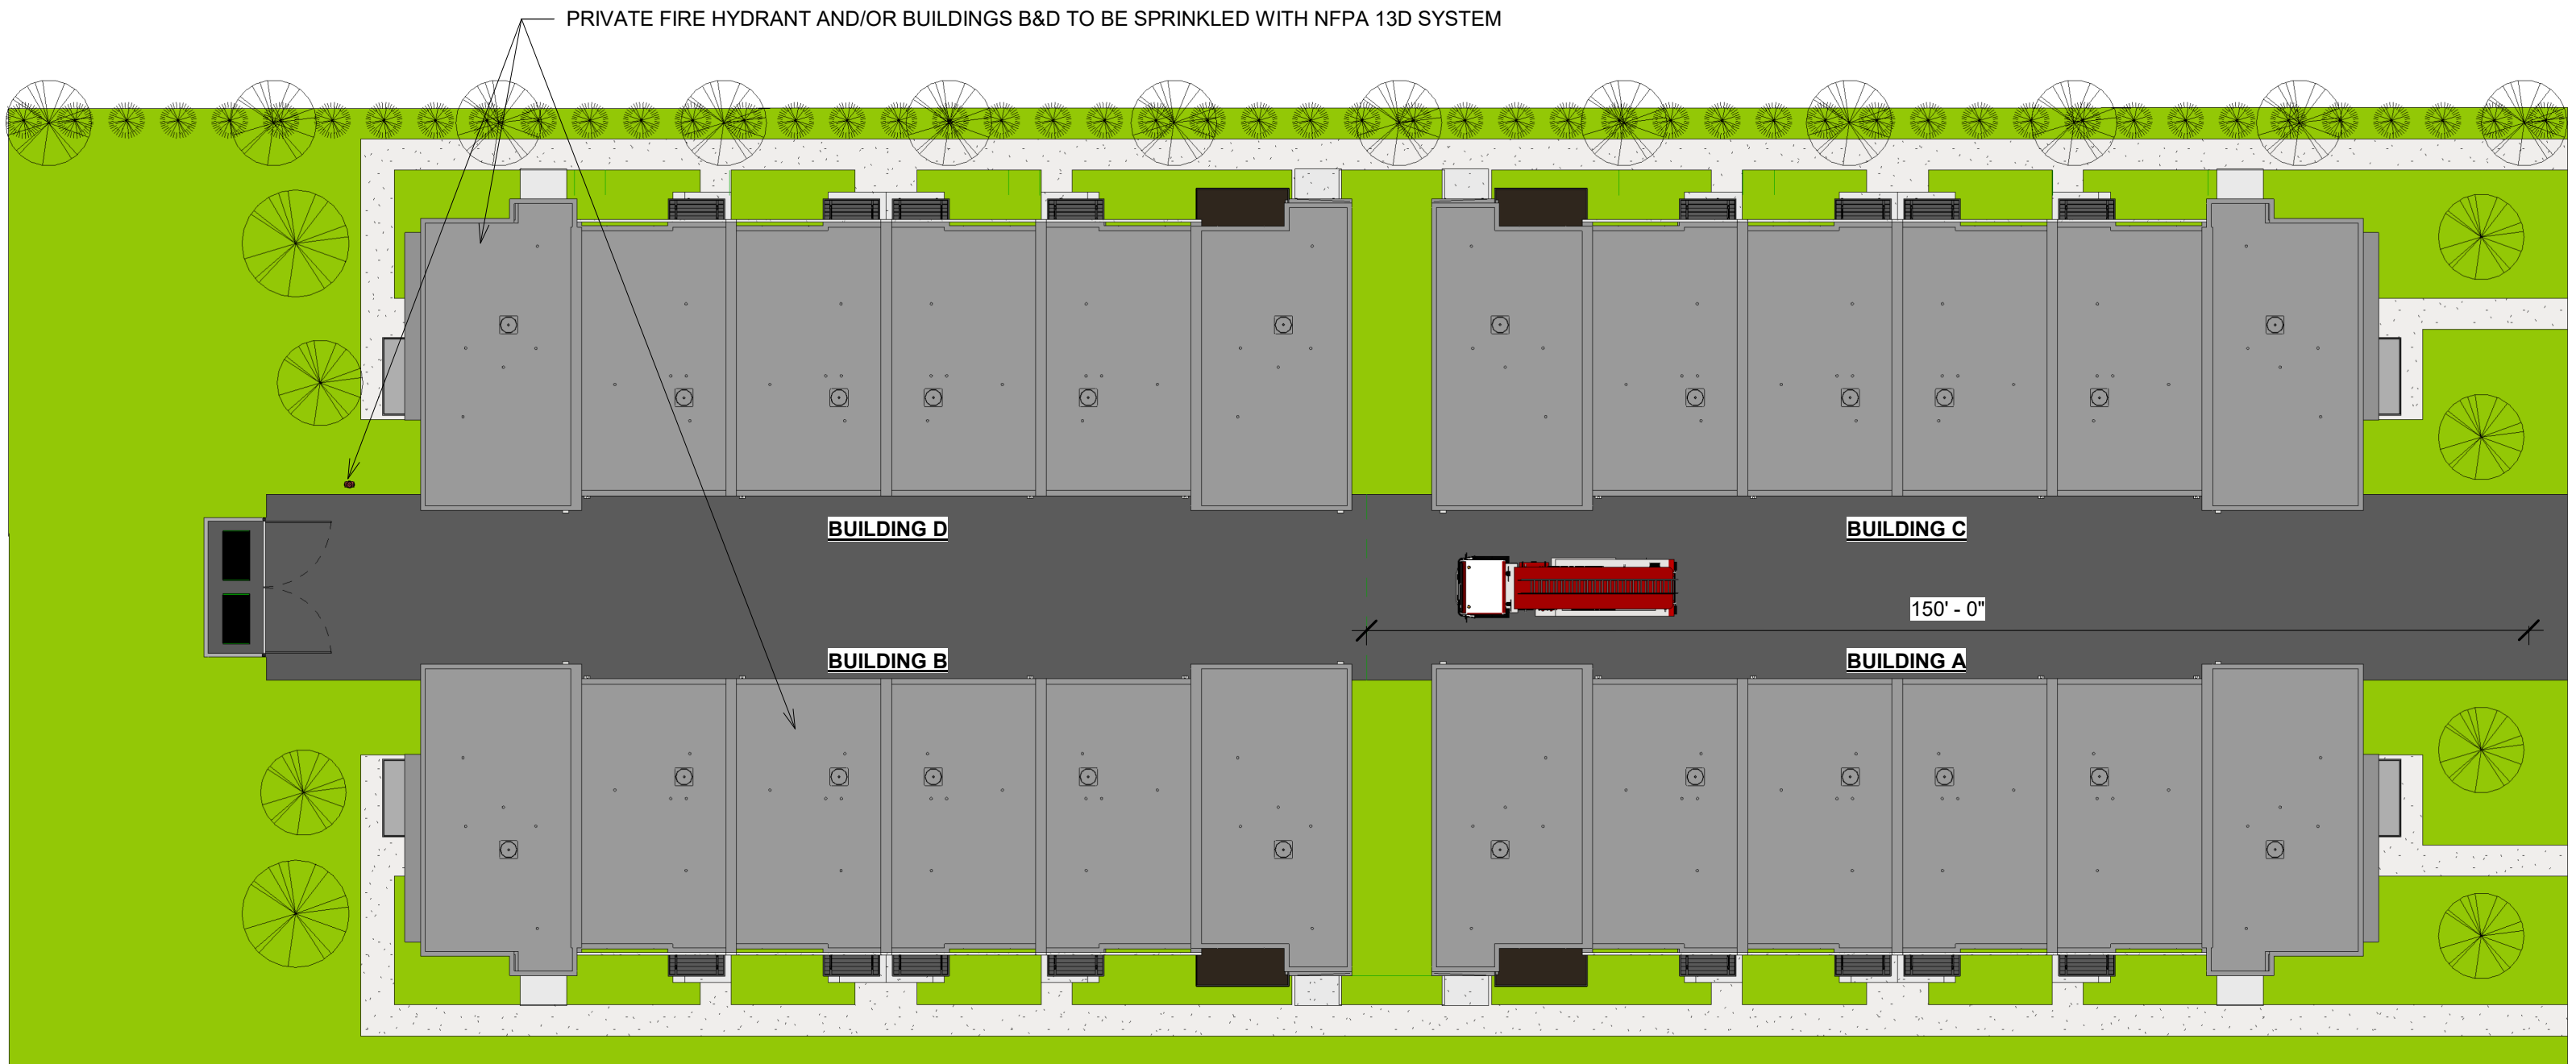 PRIVATE FIRE HYDRANT AND/OR BUILDINGS B&D TO BE SPRINKLED WITH NFPA 13D SYSTEM
BUILDING D
BUILDING C
150' - 0"
BUILDING B
BUILDING A